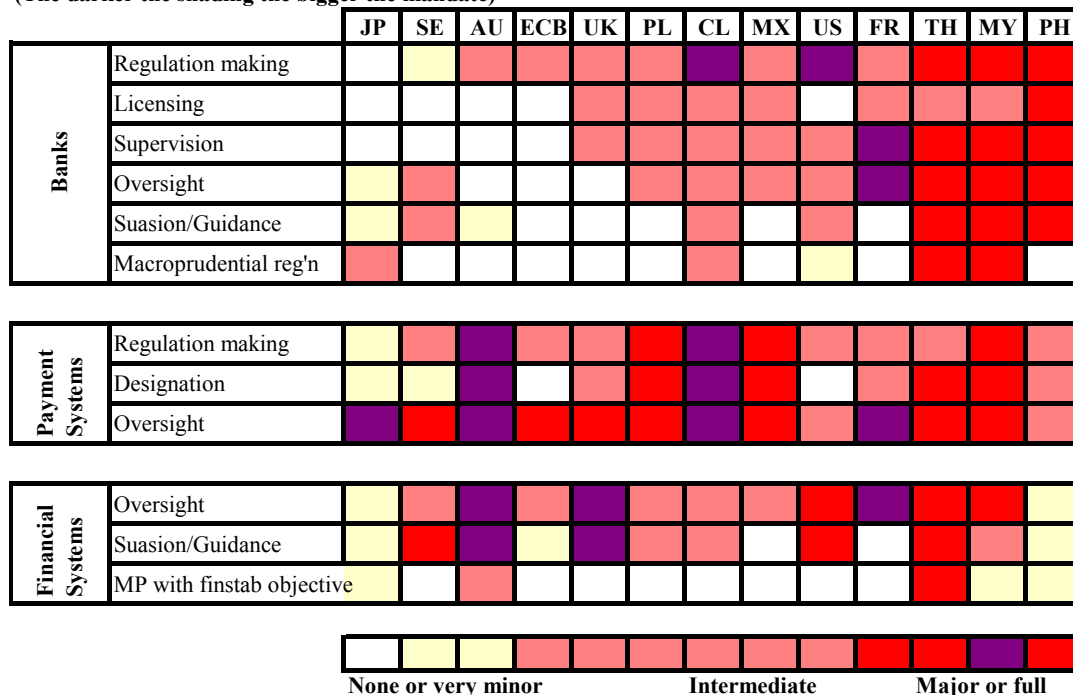 (The darker the shading the bigger the mandate)
JP SE AU ECB UK PL CL MX US FR TH MY PH
Banks
Regulation making
Licensing
Supervision
Oversight
Suasion/Guidance
Macroprudential reg'n
Payment
Systems
Regulation making
Designation
Oversight
Financial
Systems
Oversight
Suasion/Guidance
MP with finstab objective
None or very minor Intermediate Major or full